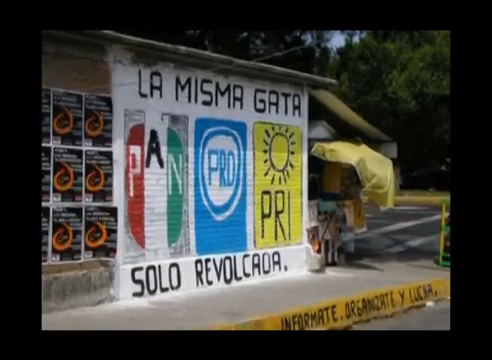 LA MISMA GATA
PAN
PRD
PRI
SOLO REVOLCADA.
INFORMATE. ORGANIZATE Y LUCHA.